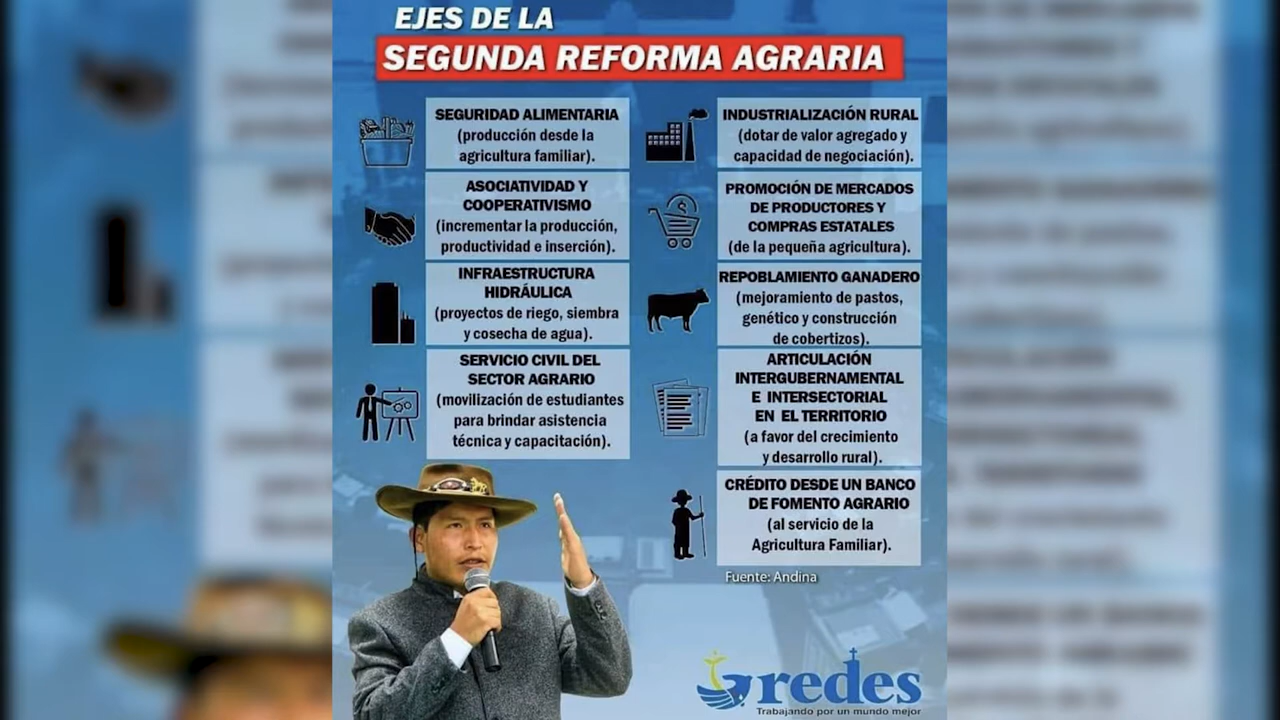 EJES DE LA
SEGUNDA REFORMA AGRARIA
SEGURIDAD ALIMENTARIA
(producción desde la
agricultura familiar).
ASOCIATIVIDAD Y
COOPERATIVISMO
(incrementar la producción,
productividad e inserción).
INFRAESTRUCTURA
HIDRÁULICA
(proyectos de riego, siembra
y cosecha de agua).
SERVICIO CIVIL DEL
SECTOR AGRARIO
(movilización de estudiantes
para brindar asistencia
técnica y capacitación).
INDUSTRIALIZACIÓN RURAL
(dotar de valor agregado y
capacidad de negociación).
PROMOCIÓN DE MERCADOS
DE PRODUCTORES Y
COMPRAS ESTATALES
(de la pequeña agricultura).
REPOBLAMIENTO GANADERO
(mejoramiento de pastos,
genético y construcción
de cobertizos).
ARTICULACIÓN
INTERGUBERNAMENTAL
E INTERSECTORIAL
EN EL TERRITORIO
(a favor del crecimiento
y desarrollo rural).
CRÉDITO DESDE UN BANCO
DE FOMENTO AGRARIO
(al servicio de la
Agricultura Familiar).
Fuente: Andina
redes
Trabajando por un mundo mejor